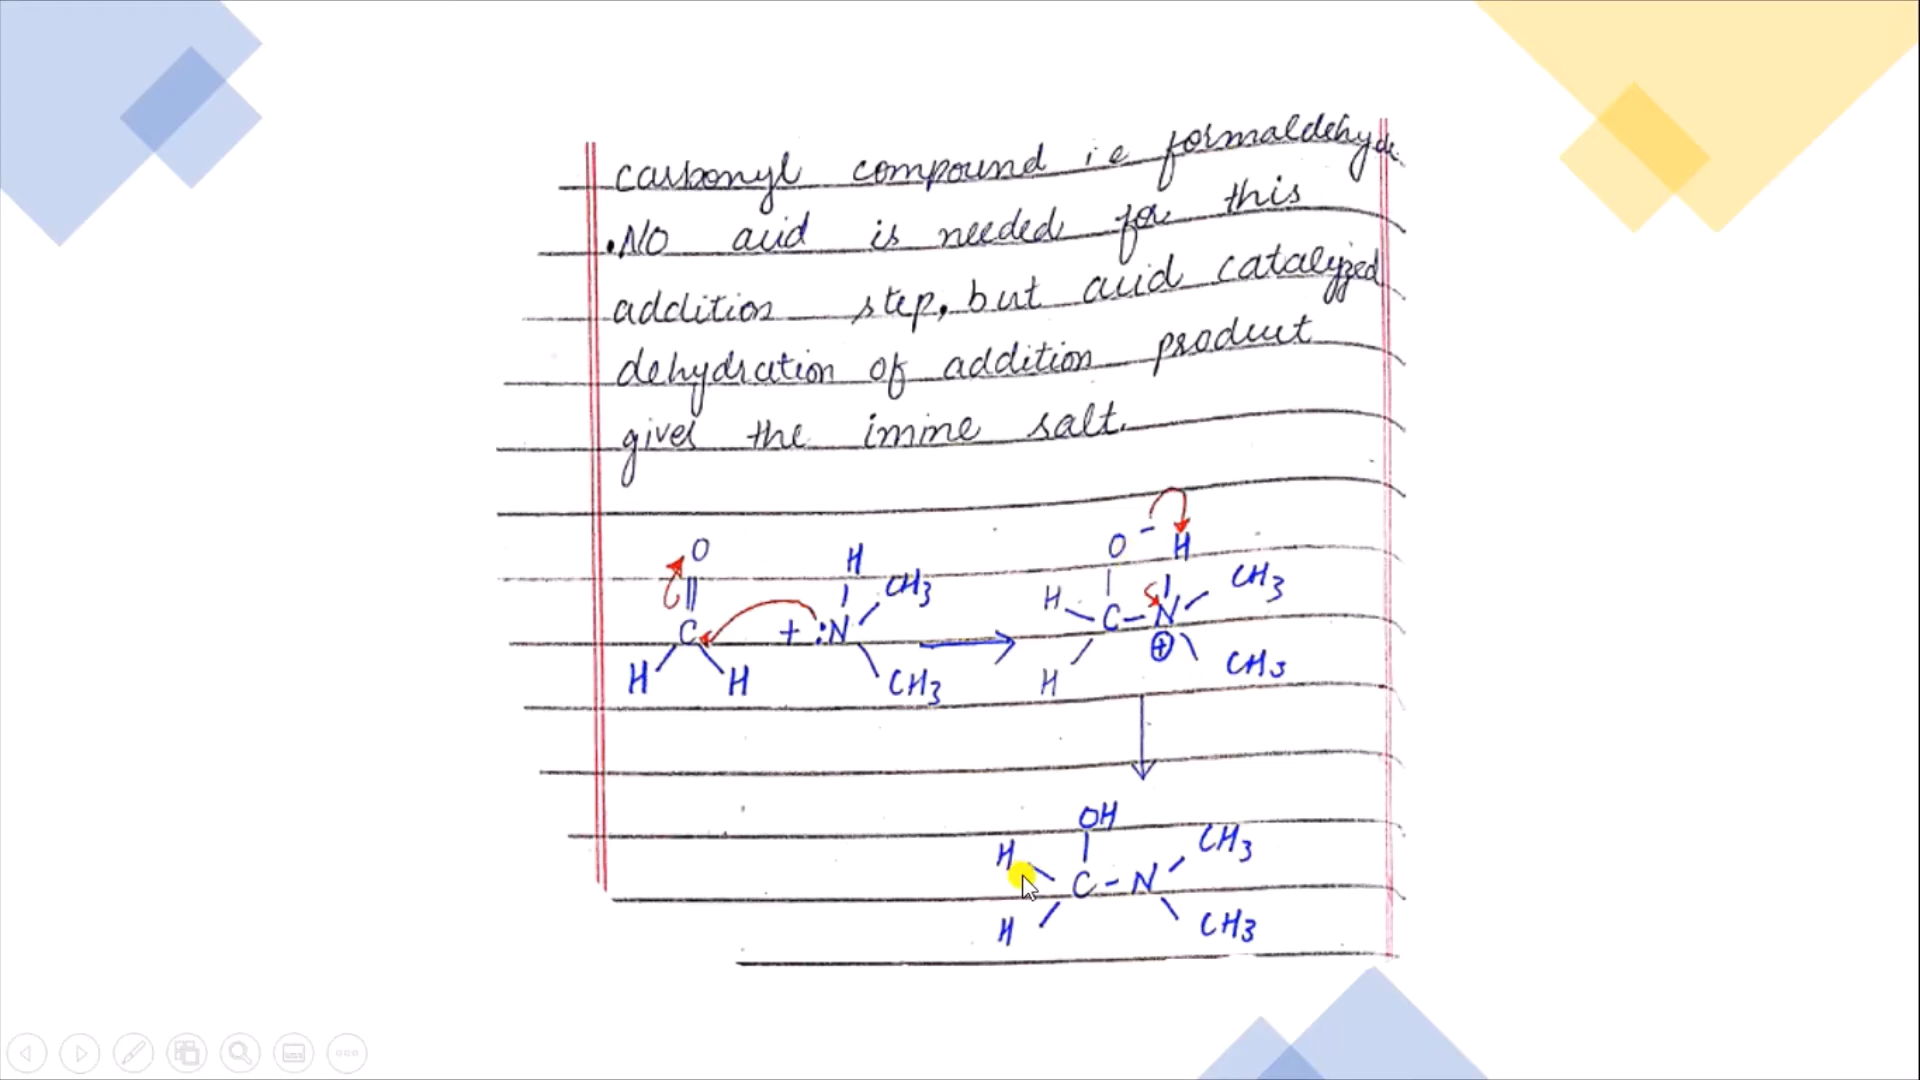 carbonyl compound i.e formaldehyde
.NO acid is needed for this
addition step, but acid catalyzed
dehydration of addition product
gives the imine salt.
O
C
H H
+ :N
H
CH3
CH3
O -
H
H
C - N
CH3
H
⊕
CH3
OH
H
C - N
CH3
H
CH3